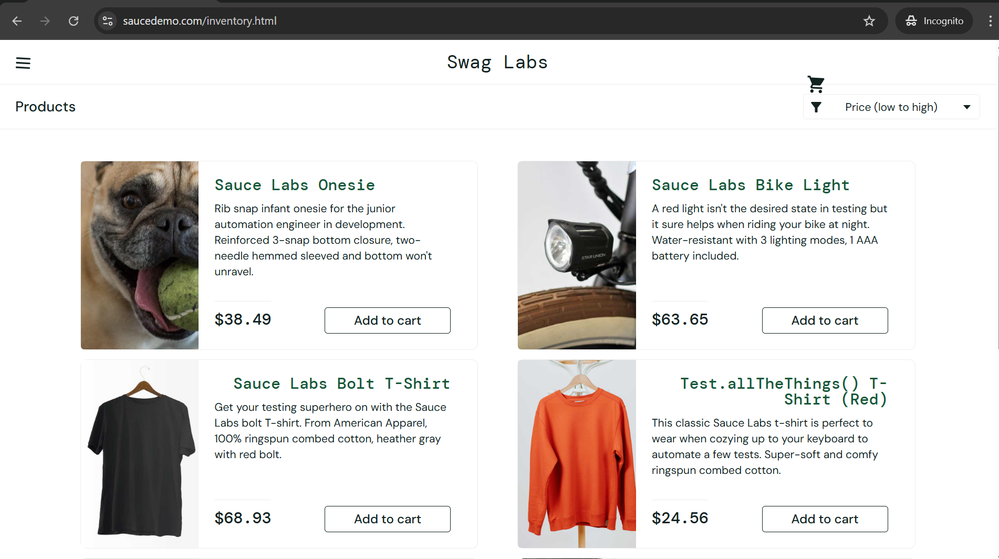 saucedemo.com/inventory.html
Incognito
Swag Labs
Products
Price (low to high)
Sauce Labs Onesie
Rib snap infant onesie for the junior
automation engineer in development.
Reinforced 3-snap bottom closure, two-
needle hemmed sleeved and bottom won't
unravel.
$38.49
Add to cart
Sauce Labs Bike Light
A red light isn't the desired state in testing but
it sure helps when riding your bike at night.
Water-resistant with 3 lighting modes, 1 AAA
battery included.
STAR UNION
$63.65
Add to cart
Sauce Labs Bolt T-Shirt
Get your testing superhero on with the Sauce
Labs bolt T-shirt. From American Apparel,
100% ringspun combed cotton, heather gray
with red bolt.
$68.93
Add to cart
Test.allTheThings() T-
Shirt (Red)
This classic Sauce Labs t-shirt is perfect to
wear when cozying up to your keyboard to
automate a few tests. Super-soft and comfy
ringspun combed cotton.
$24.56
Add to cart